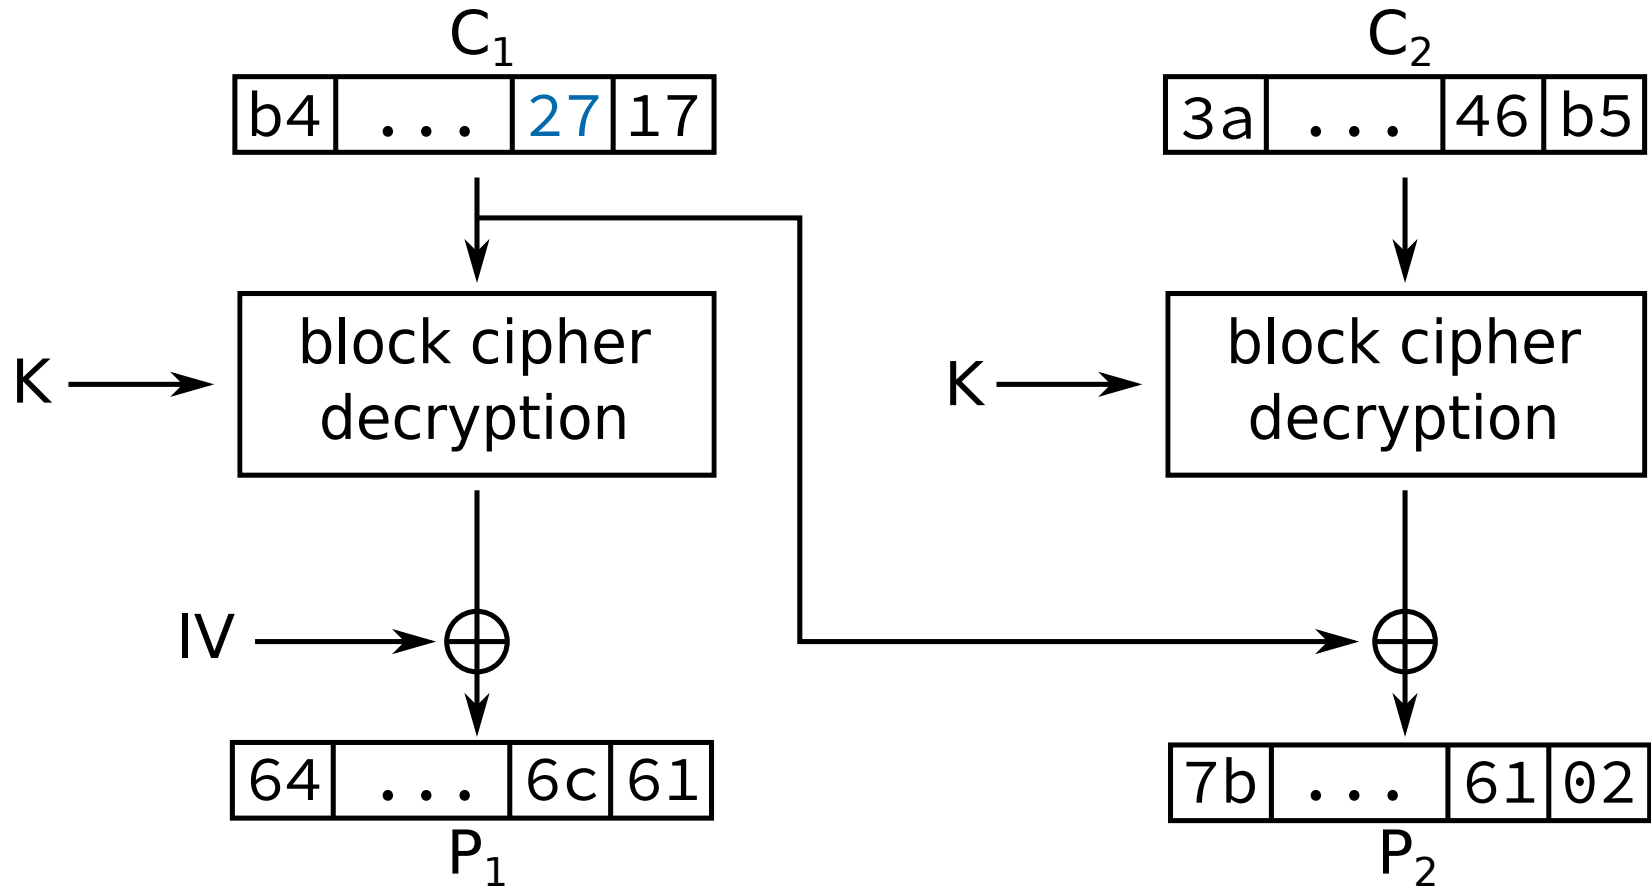 C₁ C₂
b4 ... 27 17 3a ... 46 b5
block cipher block cipher
K K
decryption decryption
IV
64 ... 6c 61 7b ... 61 02
P₁ P₂